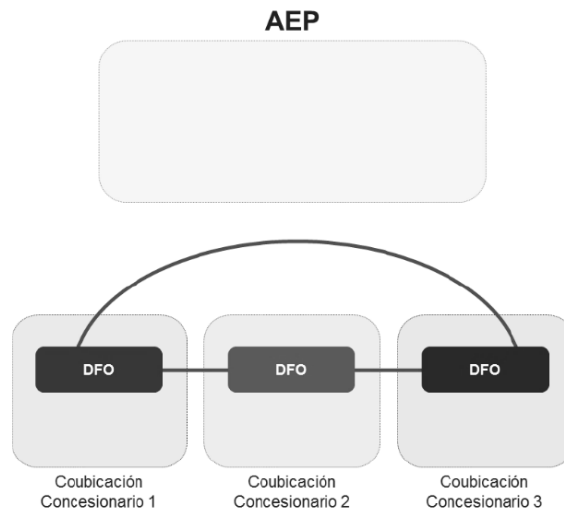 AEP
DFO
DFO
DFO
Coubicación
Concesionario 1
Coubicación
Concesionario 2
Coubicación
Concesionario 3